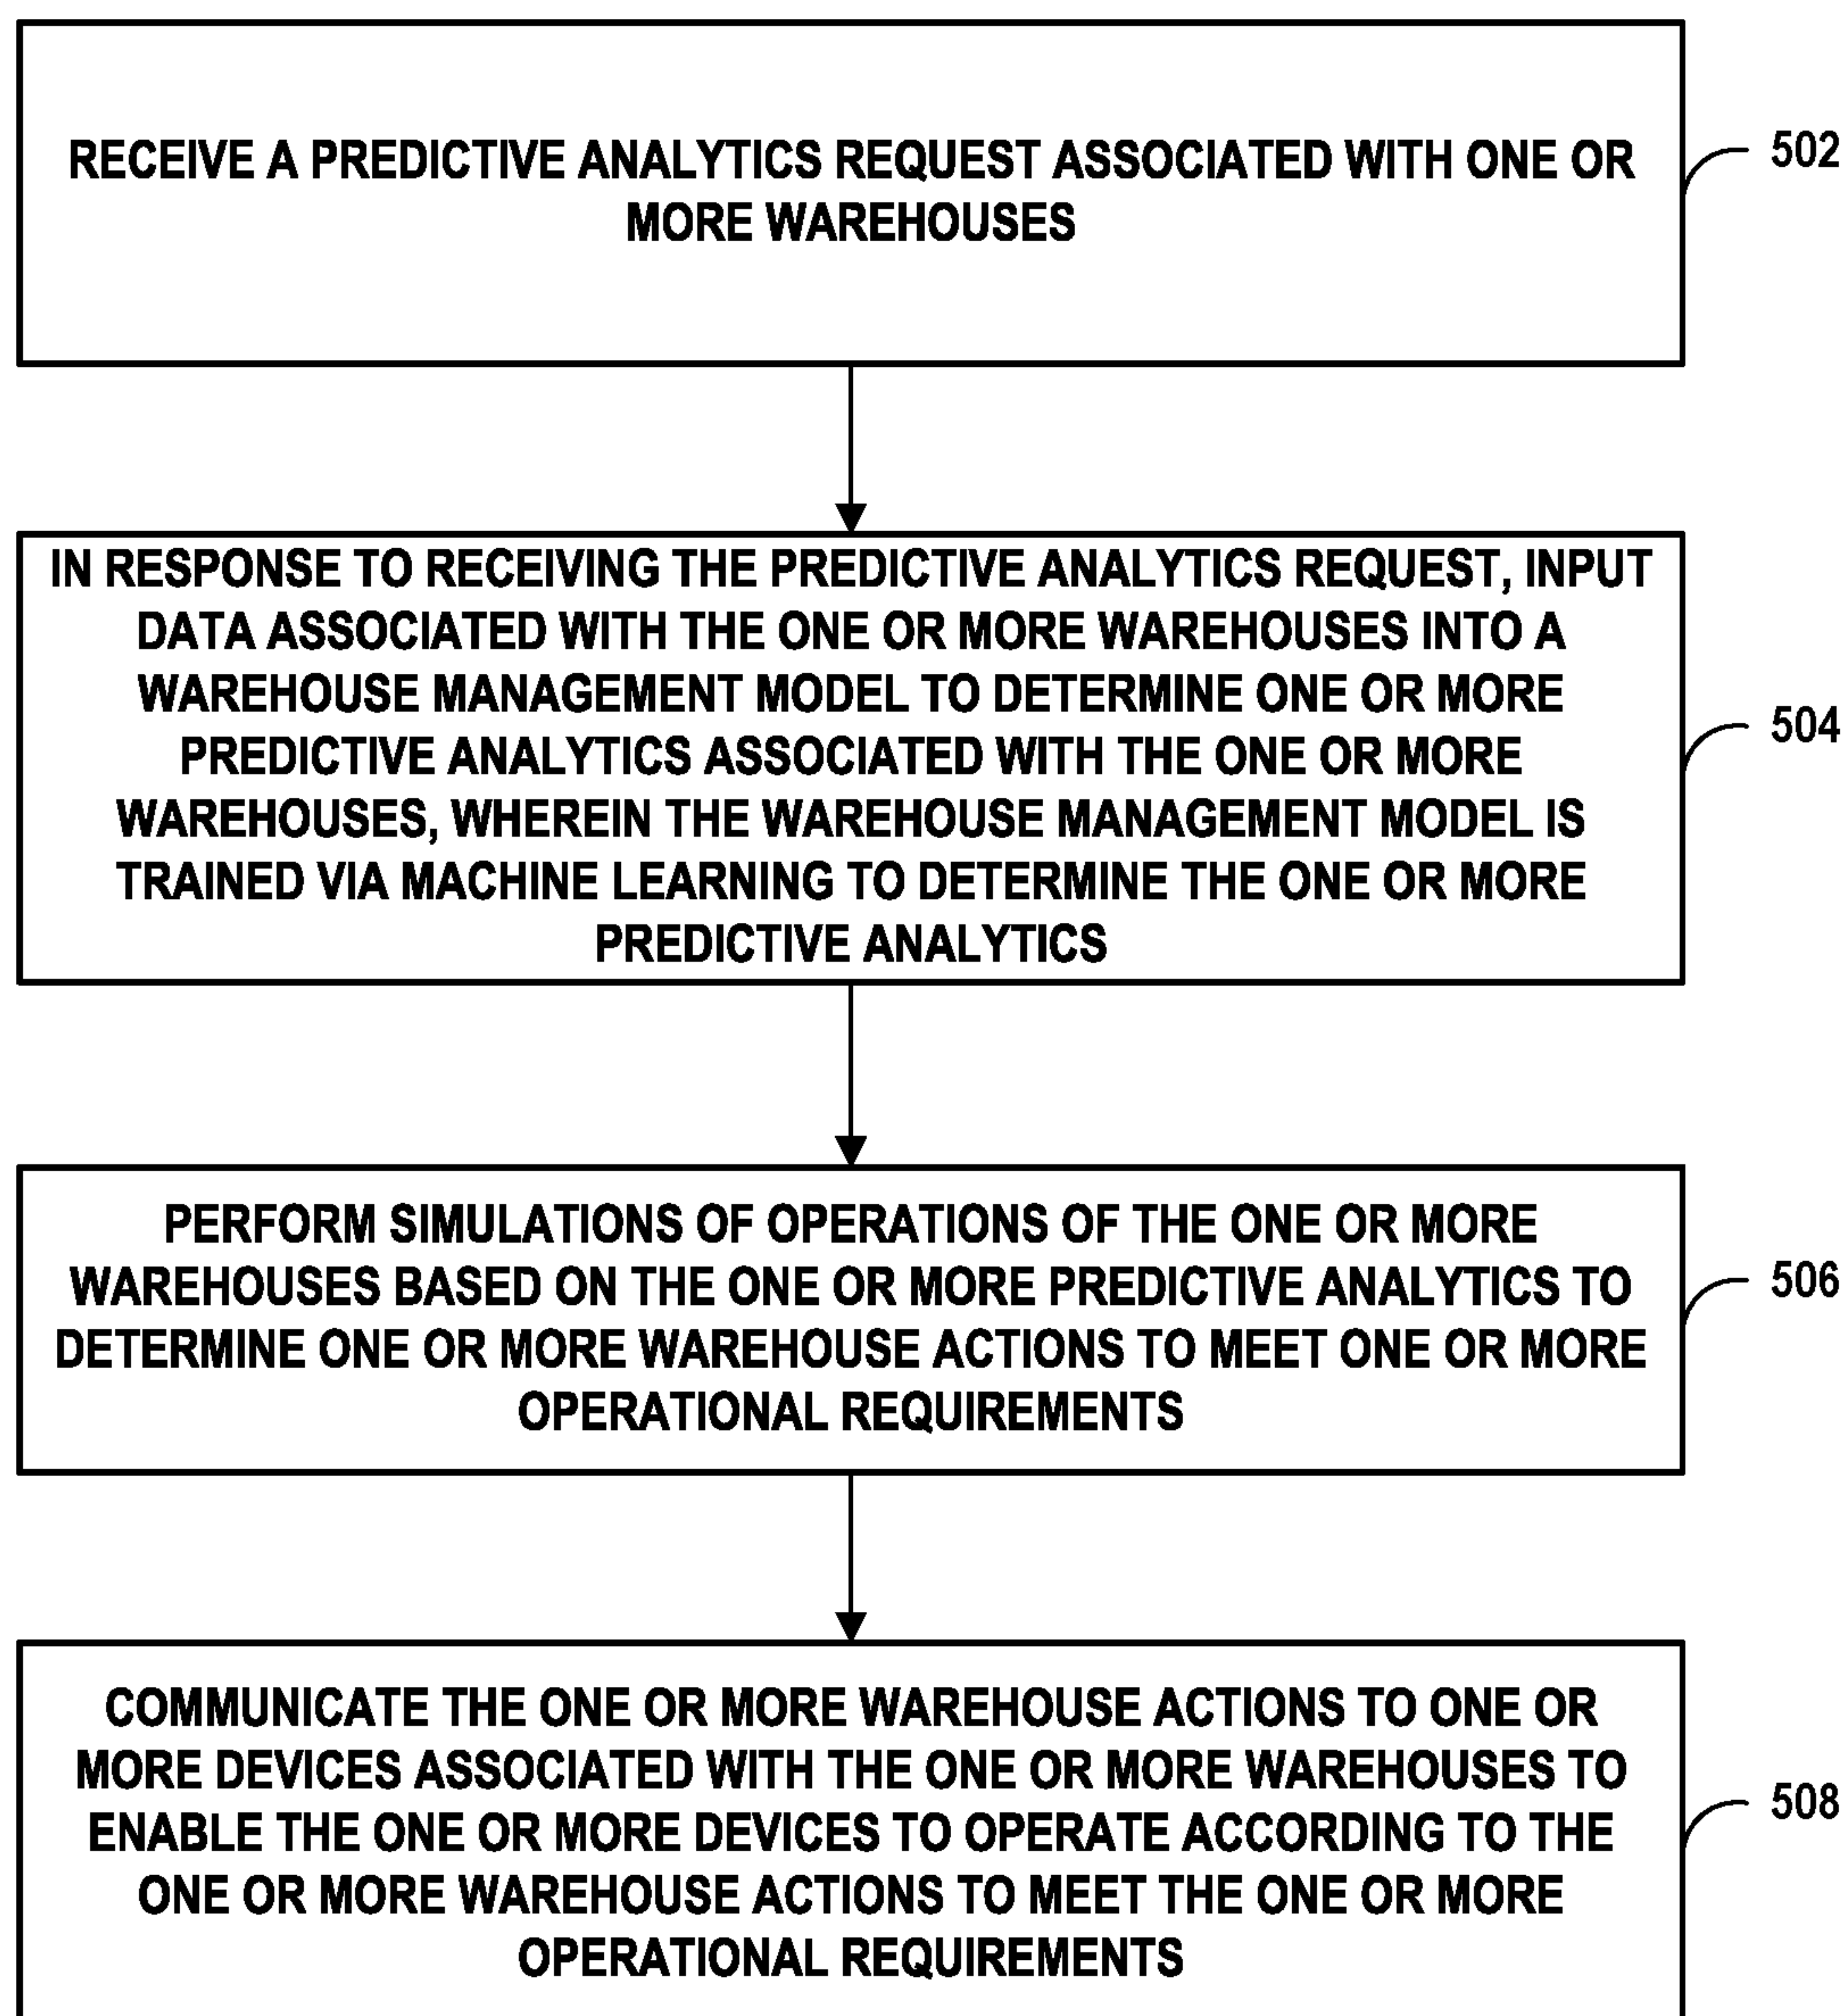 RECEIVE A PREDICTIVE ANALYTICS REQUEST ASSOCIATED WITH ONE OR
MORE WAREHOUSES
502
IN RESPONSE TO RECEIVING THE PREDICTIVE ANALYTICS REQUEST, INPUT
DATA ASSOCIATED WITH THE ONE OR MORE WAREHOUSES INTO A
WAREHOUSE MANAGEMENT MODEL TO DETERMINE ONE OR MORE
PREDICTIVE ANALYTICS ASSOCIATED WITH THE ONE OR MORE
WAREHOUSES, WHEREIN THE WAREHOUSE MANAGEMENT MODEL IS
TRAINED VIA MACHINE LEARNING TO DETERMINE THE ONE OR MORE
PREDICTIVE ANALYTICS
504
PERFORM SIMULATIONS OF OPERATIONS OF THE ONE OR MORE
WAREHOUSES BASED ON THE ONE OR MORE PREDICTIVE ANALYTICS TO
DETERMINE ONE OR MORE WAREHOUSE ACTIONS TO MEET ONE OR MORE
OPERATIONAL REQUIREMENTS
506
COMMUNICATE THE ONE OR MORE WAREHOUSE ACTIONS TO ONE OR
MORE DEVICES ASSOCIATED WITH THE ONE OR MORE WAREHOUSES TO
ENABLE THE ONE OR MORE DEVICES TO OPERATE ACCORDING TO THE
ONE OR MORE WAREHOUSE ACTIONS TO MEET THE ONE OR MORE
OPERATIONAL REQUIREMENTS
508